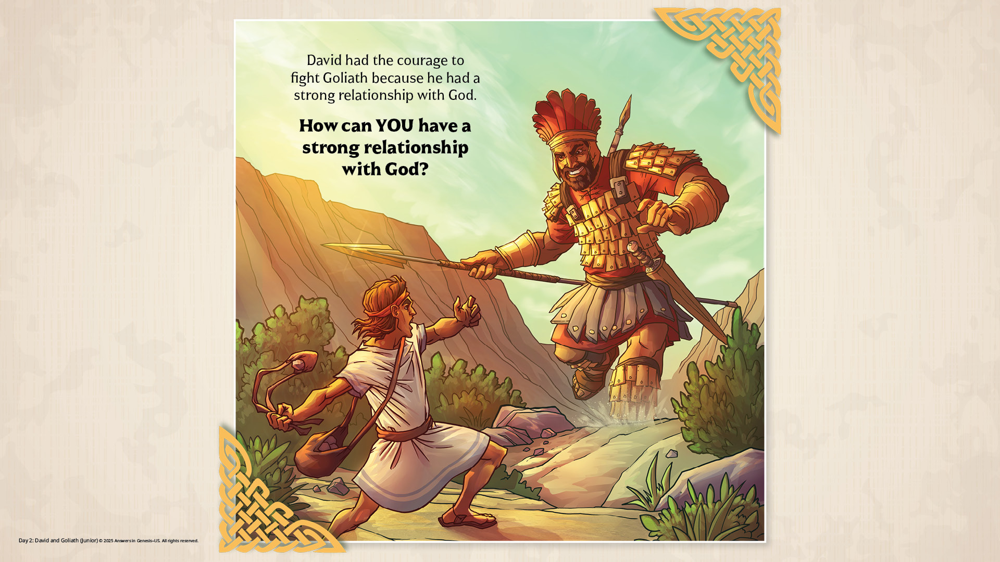 David had the courage to
fight Goliath because he had a
strong relationship with God.
How can YOU have a
strong relationship
with God?
Day 2: David and Goliath (Junior) © 2025 Answers in Genesis–US. All rights reserved.